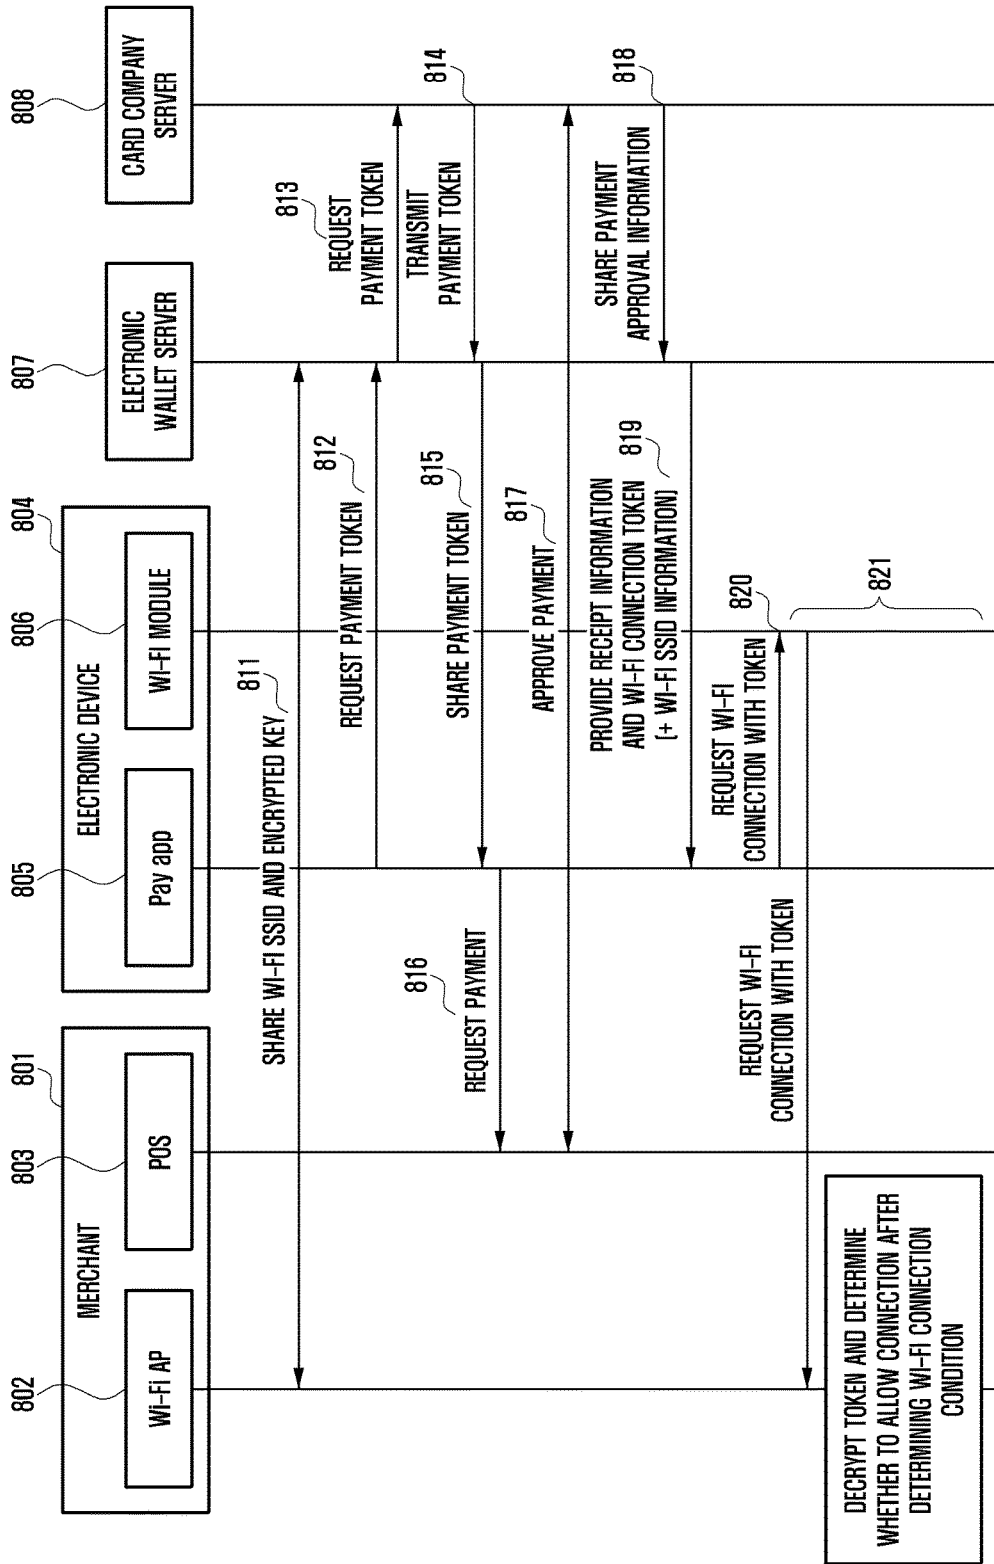 801
804
807
808
MERCHANT
ELECTRONIC DEVICE
ELECTRONIC
WALLET SERVER
CARD COMPANY
SERVER
802
803
805
806
Wi-Fi AP
POS
Pay app
WI-FI MODULE
SHARE WI-FI SSID AND ENCRYPTED KEY
811
REQUEST PAYMENT TOKEN
812
REQUEST
PAYMENT TOKEN
813
TRANSMIT
PAYMENT TOKEN
814
SHARE PAYMENT TOKEN
815
REQUEST PAYMENT
816
APPROVE PAYMENT
817
SHARE PAYMENT
APPROVAL INFORMATION
818
PROVIDE RECEIPT INFORMATION
AND WI-FI CONNECTION TOKEN
(+ WI-FI SSID INFORMATION)
819
REQUEST WI-FI
CONNECTION WITH TOKEN
820
REQUEST WI-FI
CONNECTION WITH TOKEN
821
DECRYPT TOKEN AND DETERMINE
WHETHER TO ALLOW CONNECTION AFTER
DETERMINING WI-FI CONNECTION
CONDITION